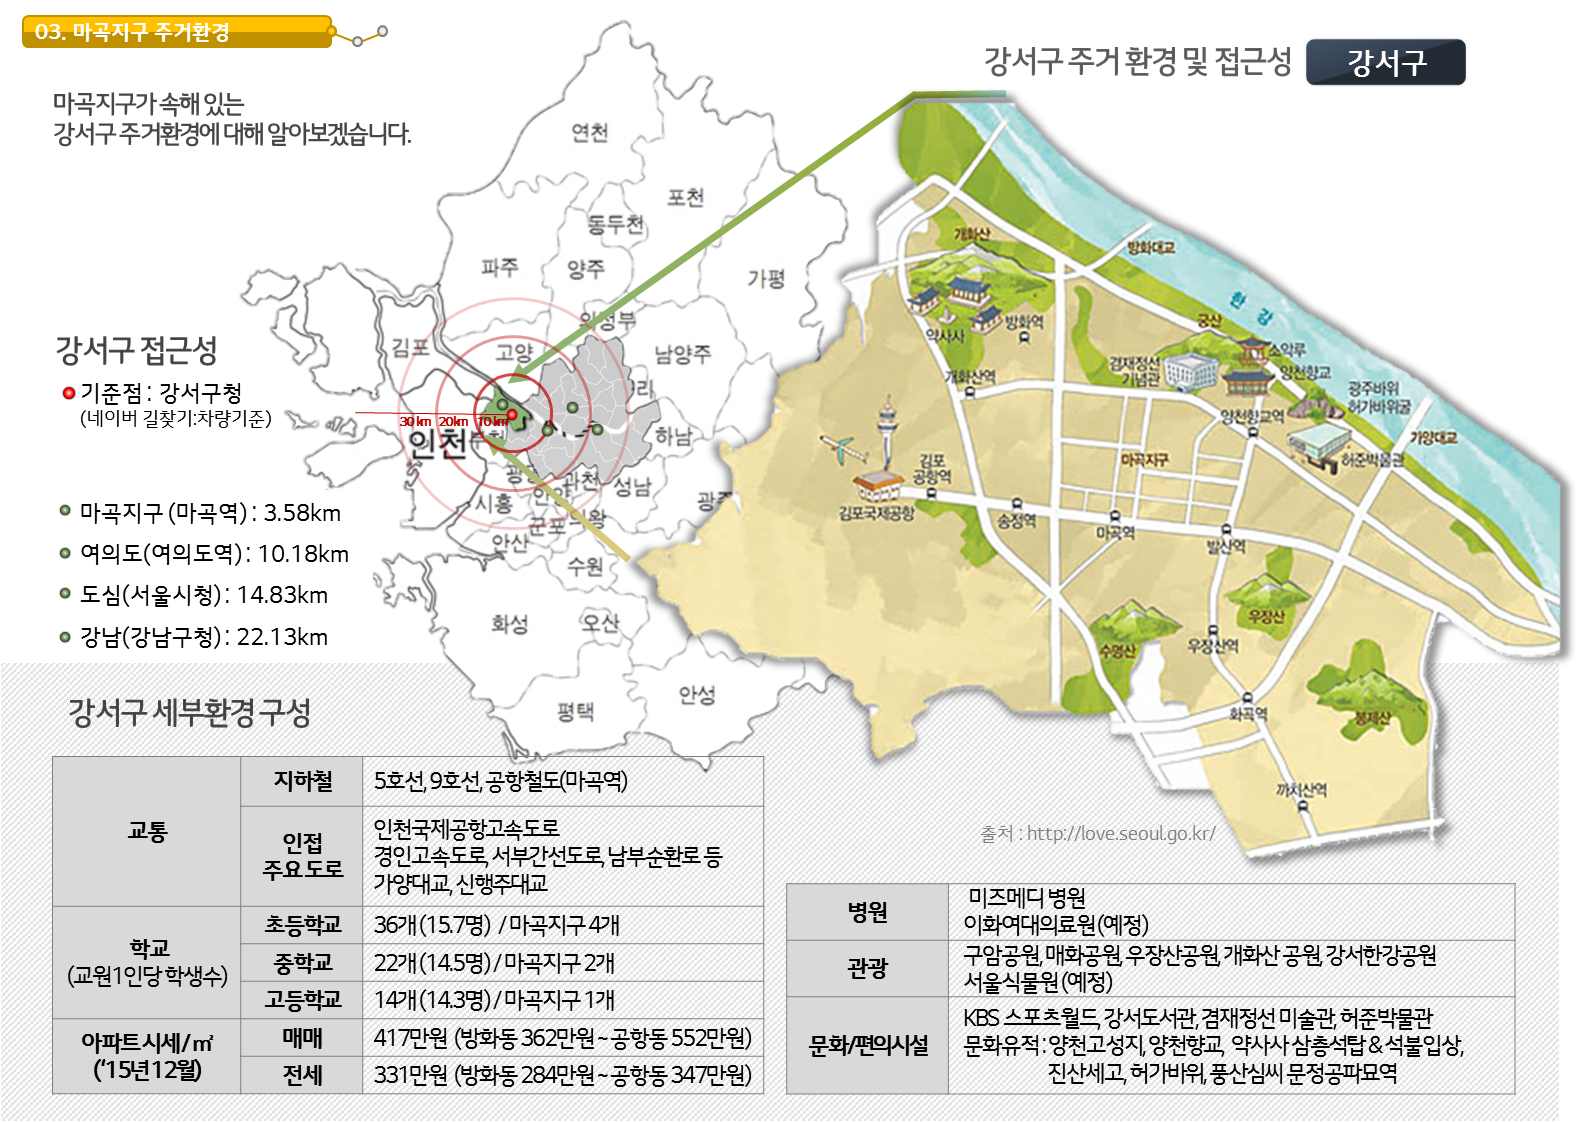 03. 마곡지구 주거환경
강서구 주거 환경 및 접근성
강서구
마곡지구가 속해 있는
강서구 주거환경에 대해 알아보겠습니다.
연천
포천
동두천
파주
양주
가평
의정부
김포
고양
남양주
인천
하남
과천
성남
시흥
안양
광주
군포
의왕
안산
수원
화성
오산
평택
안성
30 km
20km
10 km
강서구 접근성
기준점 : 강서구청
(네이버 길찾기:차량기준)
마곡지구 (마곡역) : 3.58km
여의도(여의도역) : 10.18km
도심(서울시청) : 14.83km
강남(강남구청) : 22.13km
개화산
방화대교
한강
약사사
방화역
궁산
소악루
겸재정선
기념관
양천향교
개화산역
광주바위
허가바위굴
양천향교역
가양대교
허준박물관
마곡지구
김포
공항역
김포국제공항
송정역
마곡역
발산역
우장산
수명산
우장산역
화곡역
봉제산
까치산역
출처 : http://love.seoul.go.kr/
강서구 세부환경 구성
교통
지하철
5호선, 9호선, 공항철도(마곡역)
인접
주요도로
인천국제공항고속도로
경인고속도로, 서부간선도로, 남부순환로 등
가양대교, 신행주대교
학교
(교원1인당 학생수)
초등학교
36개 (15.7명) / 마곡지구 4개
중학교
22개 (14.5명) / 마곡지구 2개
고등학교
14개 (14.3명) / 마곡지구 1개
아파트 시세 / ㎡
('15년 12월)
매매
417만원 (방화동 362만원 ~ 공항동 552만원)
전세
331만원 (방화동 284만원 ~ 공항동 347만원)
병원
미즈메디 병원
이화여대의료원(예정)
관광
구암공원, 매화공원, 우장산공원, 개화산 공원, 강서한강공원
서울식물원 (예정)
문화/편의시설
KBS 스포츠월드, 강서도서관, 겸재정선 미술관, 허준박물관
문화유적 : 양천고성지, 양천향교, 약사사 삼층석탑 & 석불입상,
진산세고, 허가바위, 풍산심씨 문정공파묘역